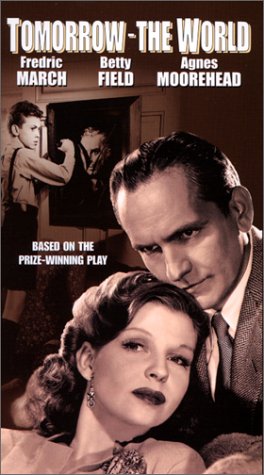 TOMORROW-THE WORLD
Fredric Betty Agnes
MARCH FIELD MOOREHEAD
BASED ON THE
PRIZE-WINNING PLAY